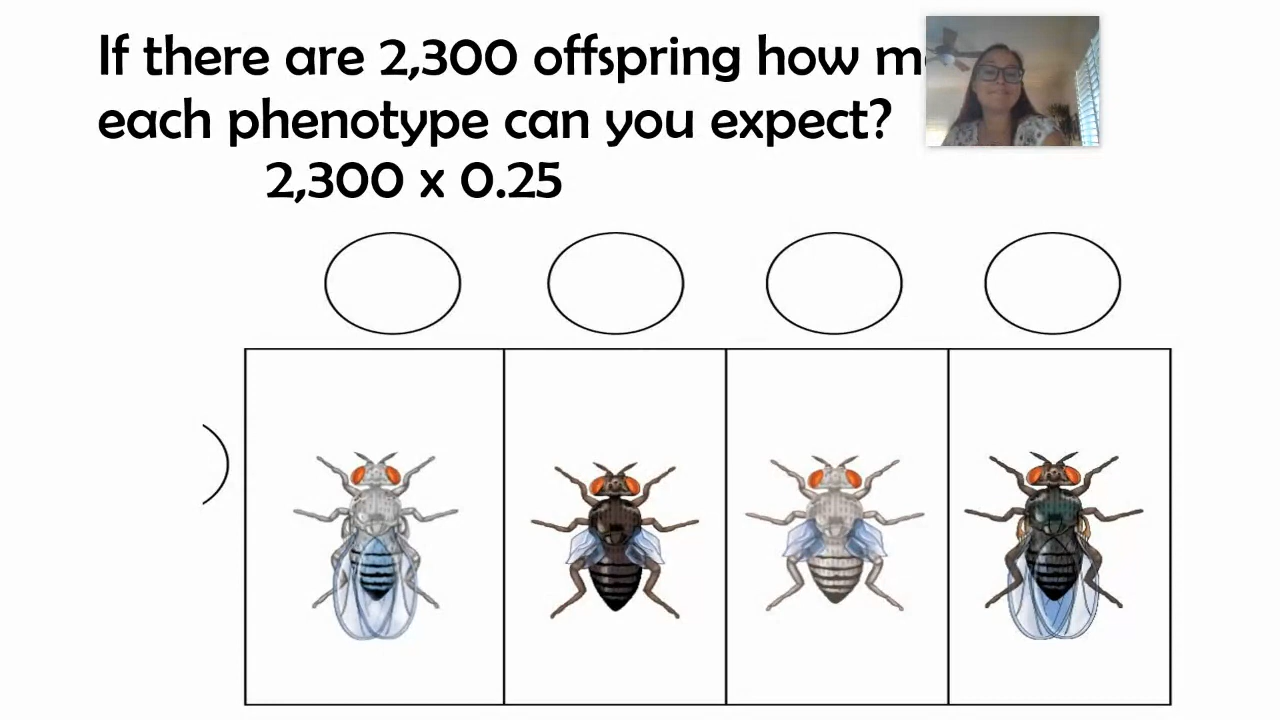 If there are 2,300 offspring how
each phenotype can you expect?
2,300 x 0.25